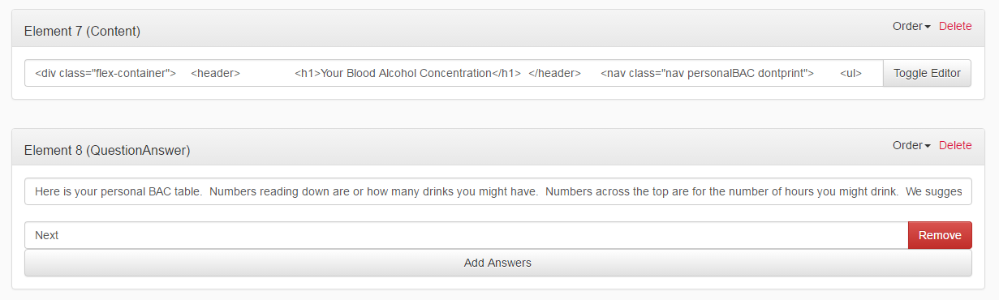 Element 7 (Content)
Order Delete
<div class="flex-container"> <header> <h1>Your Blood Alcohol Concentration</h1> </header> <nav class="nav personalBAC dontprint"> <ul>
Toggle Editor
Element 8 (QuestionAnswer)
Order Delete
Here is your personal BAC table. Numbers reading down are or how many drinks you might have. Numbers across the top are for the number of hours you might drink. We sugges
Next
Remove
Add Answers